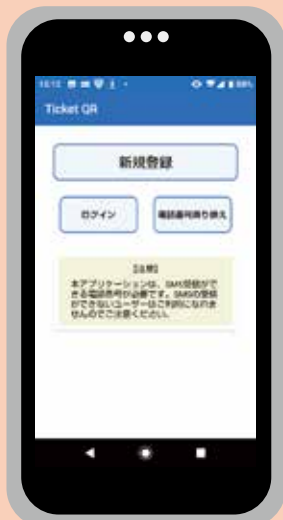 Ticket QR
新規登録
ログイン
電話番号乗り換え
【注意】
本アプリケーションは、SMS受信がで
きる電話番号が必要です。SMSの受信
ができないユーザーはご利用になれま
せんのでご注意ください。